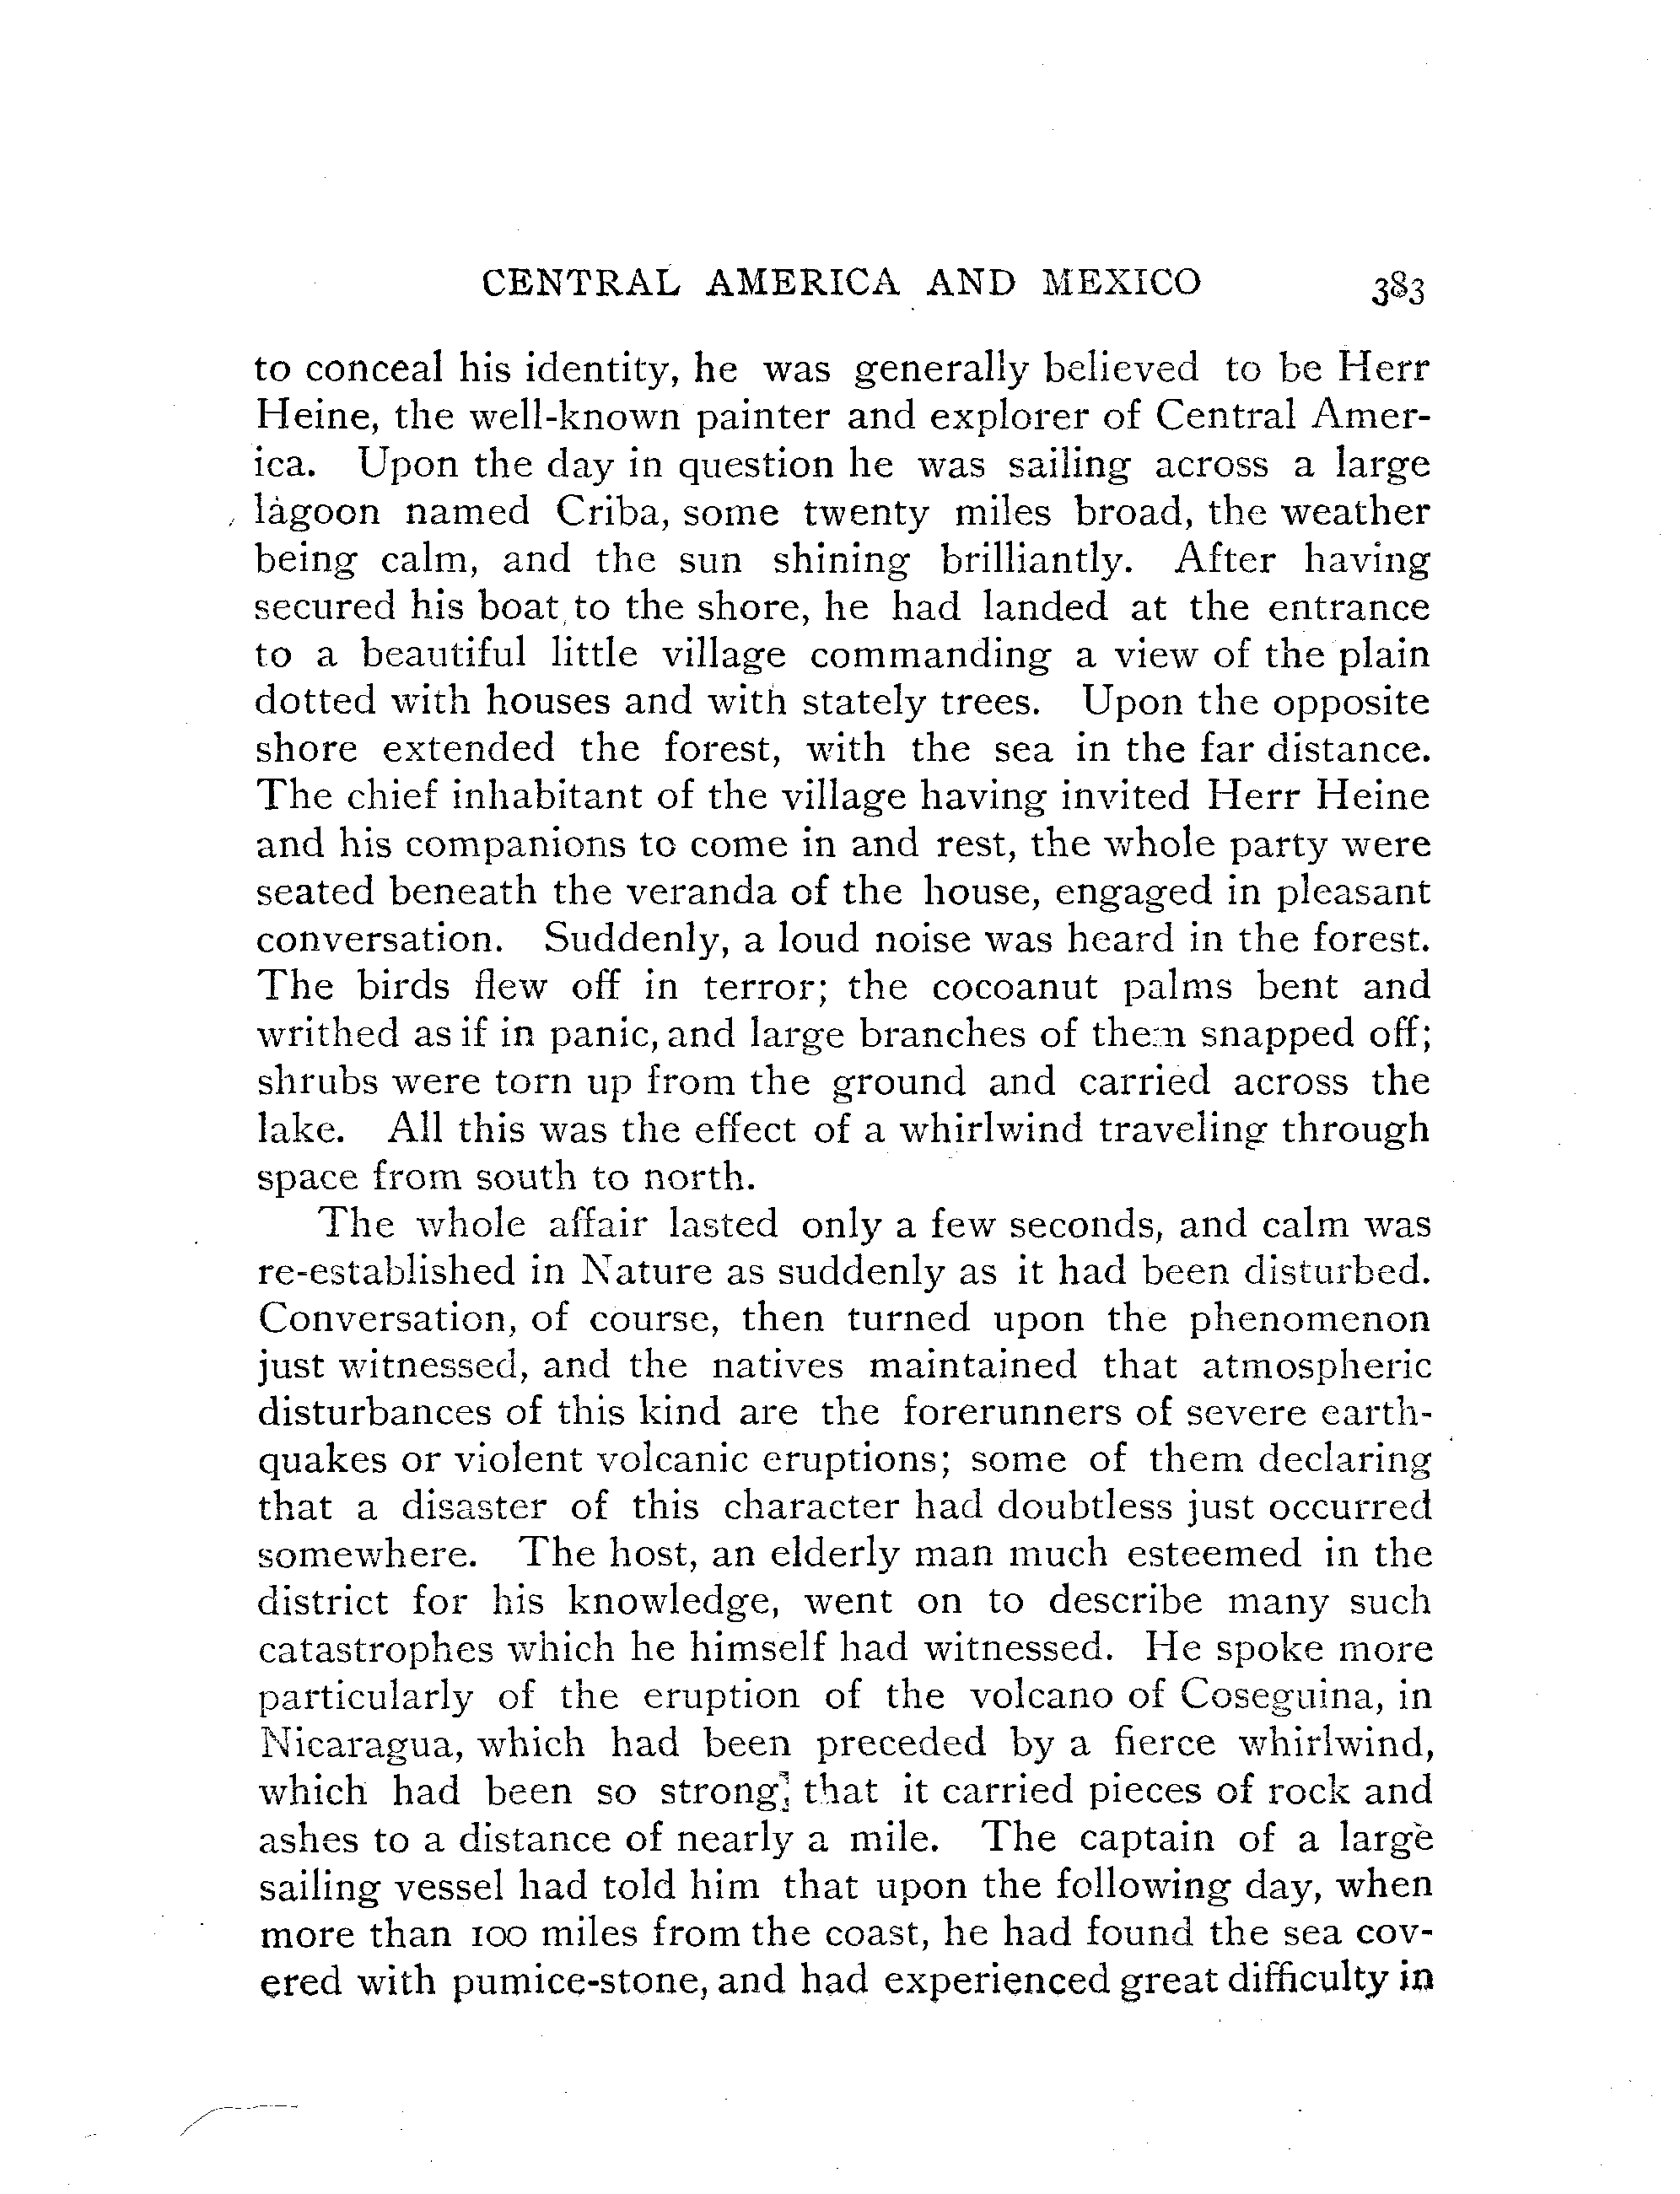 CENTRAL AMERICA AND MEXICO 383
to conceal his identity, he was generally believed to be Herr
Heine, the well-known painter and explorer of Central Amer-
ica. Upon the day in question he was sailing across a large
lagoon named Criba, some twenty miles broad, the weather
being calm, and the sun shining brilliantly. After having
secured his boat to the shore, he had landed at the entrance
to a beautiful little village commanding a view of the plain
dotted with houses and with stately trees. Upon the opposite
shore extended the forest, with the sea in the far distance.
The chief inhabitant of the village having invited Herr Heine
and his companions to come in and rest, the whole party were
seated beneath the veranda of the house, engaged in pleasant
conversation. Suddenly, a loud noise was heard in the forest.
The birds flew off in terror; the cocoanut palms bent and
writhed as if in panic, and large branches of them snapped off;
shrubs were torn up from the ground and carried across the
lake. All this was the effect of a whirlwind traveling through
space from south to north.
The whole affair lasted only a few seconds, and calm was
re-established in Nature as suddenly as it had been disturbed.
Conversation, of course, then turned upon the phenomenon
just witnessed, and the natives maintained that atmospheric
disturbances of this kind are the forerunners of severe earth-
quakes or violent volcanic eruptions; some of them declaring
that a disaster of this character had doubtless just occurred
somewhere. The host, an elderly man much esteemed in the
district for his knowledge, went on to describe many such
catastrophes which he himself had witnessed. He spoke more
particularly of the eruption of the volcano of Coseguina, in
Nicaragua, which had been preceded by a fierce whirlwind,
which had been so strong, that it carried pieces of rock and
ashes to a distance of nearly a mile. The captain of a large
sailing vessel had told him that upon the following day, when
more than 100 miles from the coast, he had found the sea cov-
ered with pumice-stone, and had experienced great difficulty in